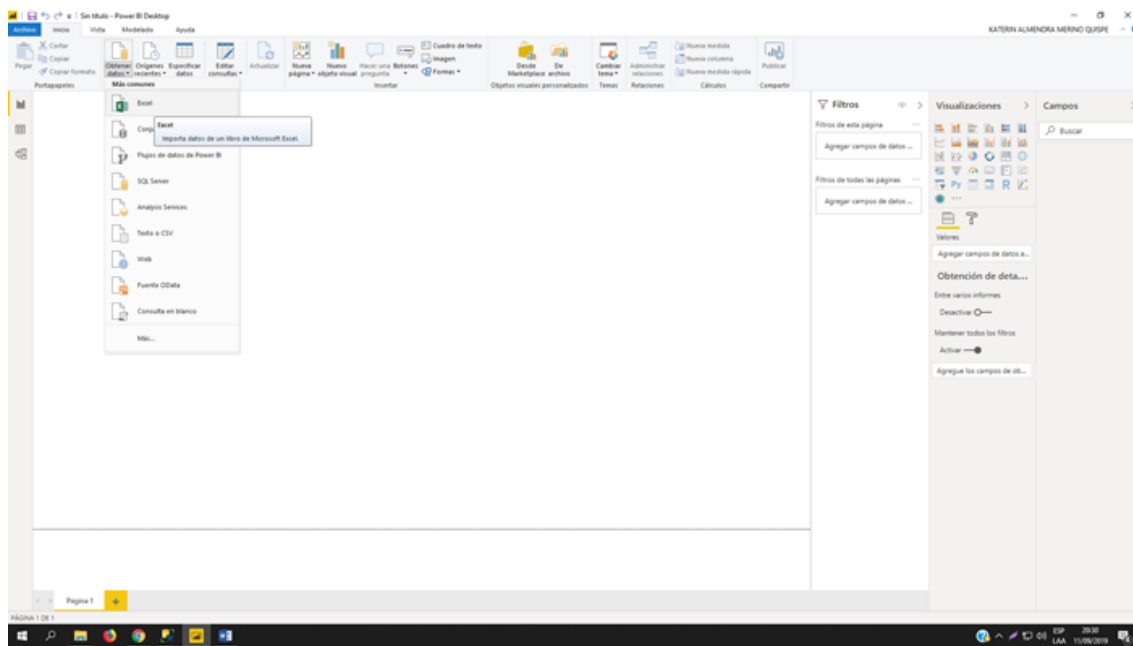 Sin título - Power BI Desktop
KATERIN ALMENDRA MERINO QUISPE
Archivo Inicio Vista Modelado Ayuda
Pegar
Cortar
Copiar
Copiar formato
Portapapeles
Obtener datos
Orígenes recientes
Especificar datos
Editar consultas
Actualizar
Nueva página
Nuevo objeto visual
Hacer una pregunta
Botones
Cuadro de texto
Imagen
Formas
Insertar
Desde Marketplace
De archivo
Objetos visuales personalizados
Cambiar tema
Temas
Administrar relaciones
Relaciones
Nueva medida
Nueva columna
Nueva medida rápida
Cálculos
Publicar
Compartir
Más comunes
Excel
Excel
Importa datos de un libro de Microsoft Excel.
Flujos de datos de Power BI
SQL Server
Analysis Services
Texto o CSV
Web
Fuente OData
Consulta en blanco
Más...
Filtros
Filtros de esta página
Agregar campos de datos ...
Filtros de todas las páginas
Agregar campos de datos ...
Visualizaciones
Py
R
Valores
Agregar campos de datos a...
Obtención de deta...
Entre varios informes
Desactivar
Mantener todos los filtros
Activar
Agregue los campos de ob...
Campos
Buscar
Página 1
PÁGINA 1 DE 1
ESP
LAA
20:30
11/09/2019